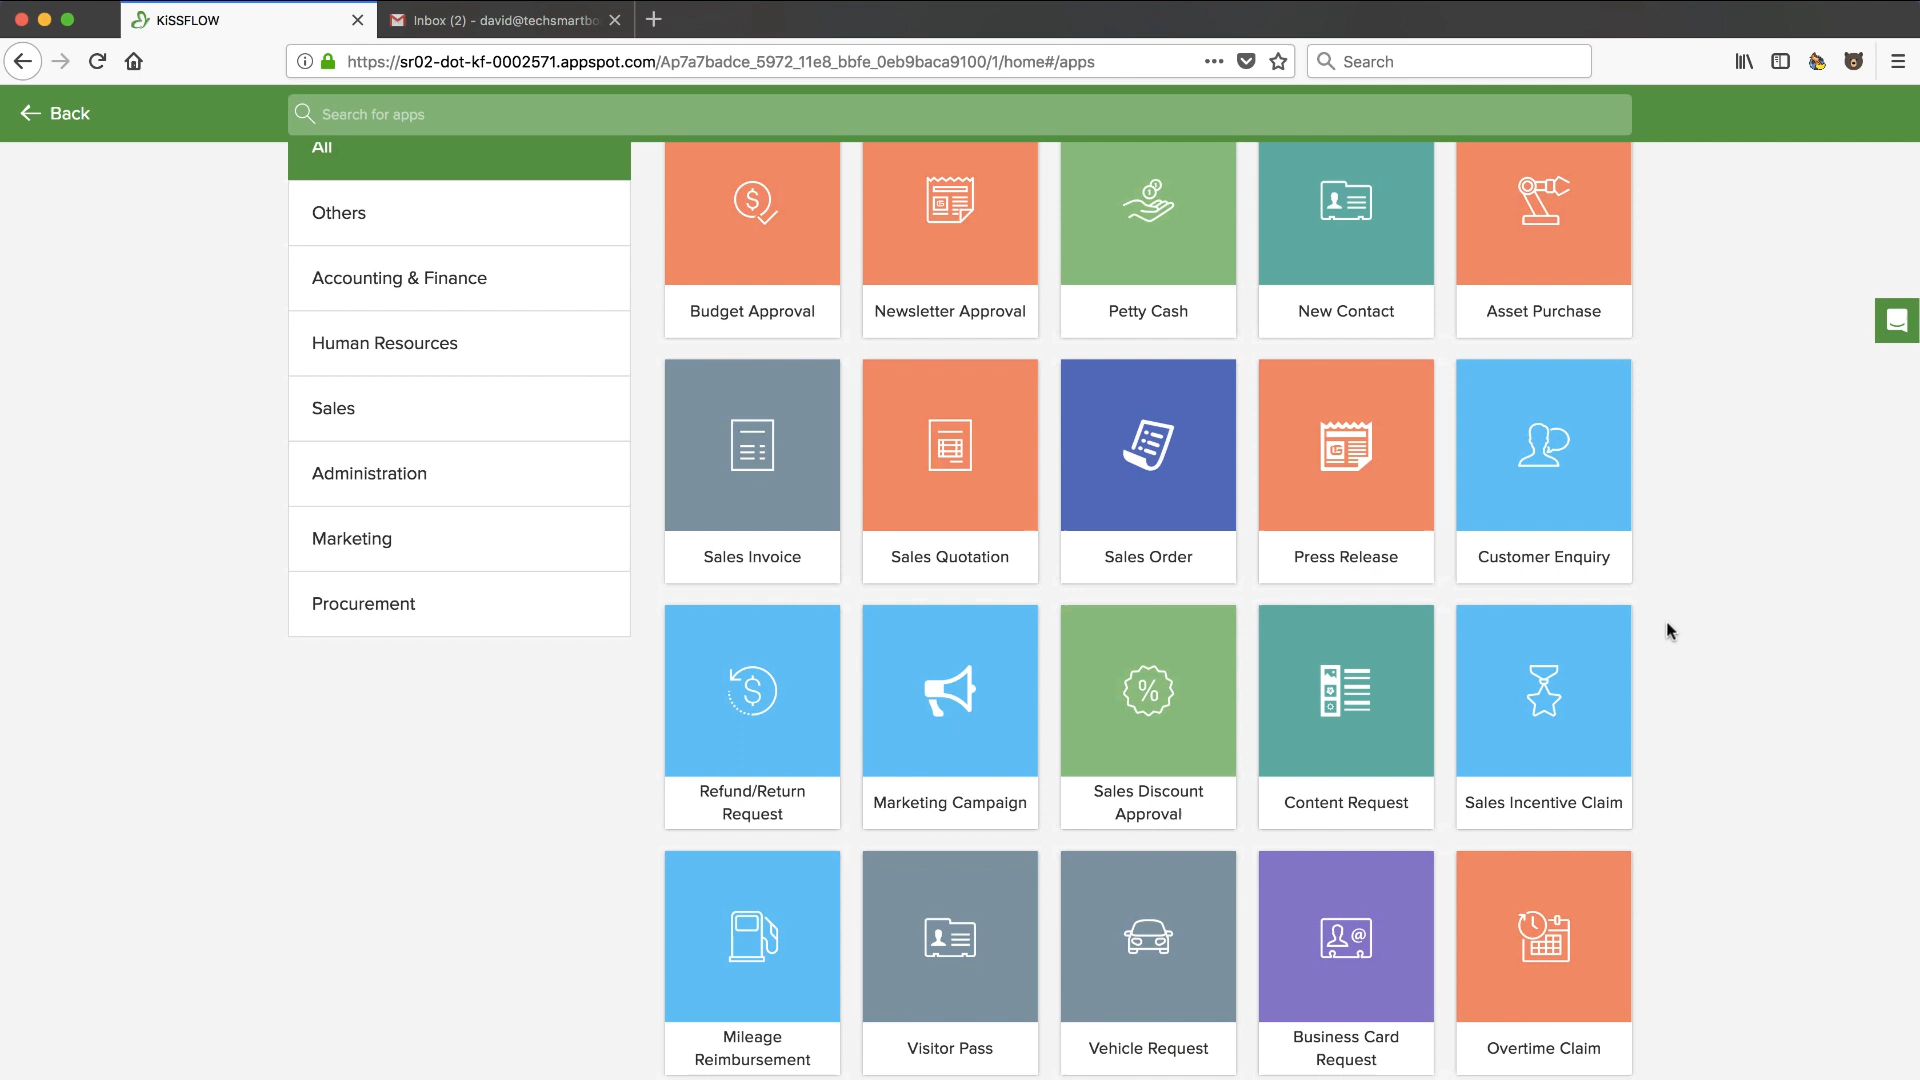 KiSSFLOW
Inbox (2) - david@techsmartbo
https://sr02-dot-kf-0002571.appspot.com/Ap7a7badce_5972_11e8_bbfe_0eb9baca9100/1/home#/apps
Search
Back
Search for apps
All
Others
Accounting & Finance
Human Resources
Sales
Administration
Marketing
Procurement
Budget Approval
Newsletter Approval
Petty Cash
New Contact
Asset Purchase
Sales Invoice
Sales Quotation
Sales Order
Press Release
Customer Enquiry
Refund/Return
Request
Marketing Campaign
Sales Discount
Approval
Content Request
Sales Incentive Claim
Mileage
Reimbursement
Visitor Pass
Vehicle Request
Business Card
Request
Overtime Claim